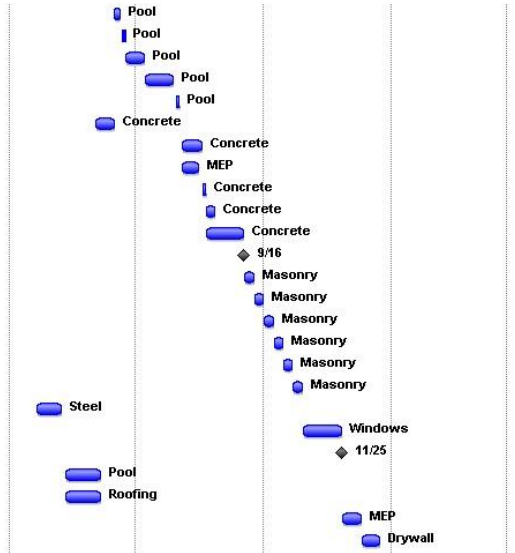 Pool
Pool
Pool
Pool
Pool
Concrete
Concrete
MEP
Concrete
Concrete
Concrete
9/16
Masonry
Masonry
Masonry
Masonry
Masonry
Masonry
Steel
Windows
11/25
Pool
Roofing
MEP
Drywall